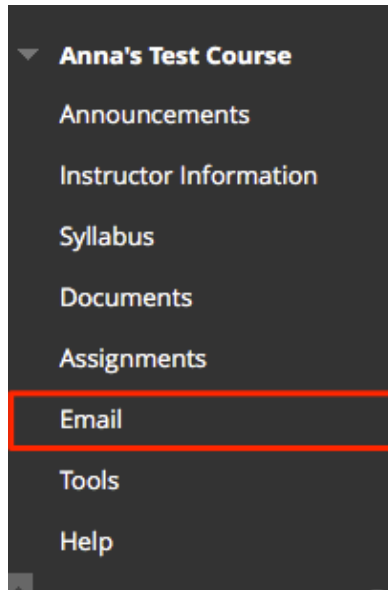 Anna's Test Course
Announcements
Instructor Information
Syllabus
Documents
Assignments
Email
Tools
Help